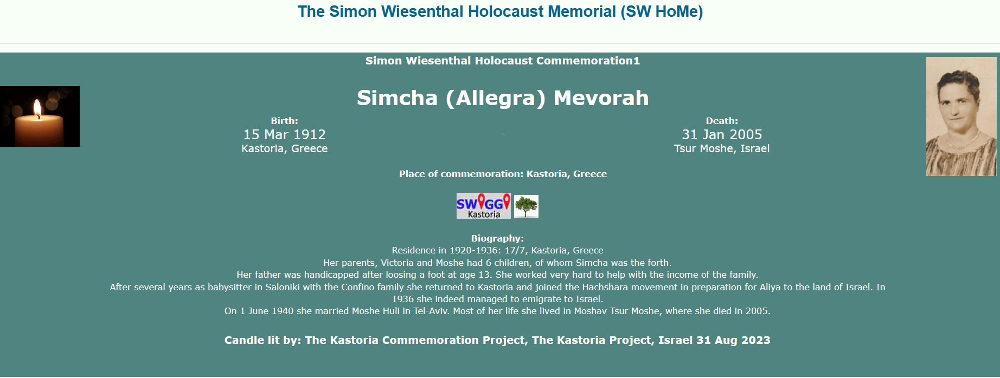 The Simon Wiesenthal Holocaust Memorial (SW HoMe)
Simon Wiesenthal Holocaust Commemoration1
Simcha (Allegra) Mevorah
Birth:
15 Mar 1912
Kastoria, Greece
-
Death:
31 Jan 2005
Tsur Moshe, Israel
Place of commemoration: Kastoria, Greece
SWiGGi
Kastoria
Biography:
Residence in 1920-1936: 17/7, Kastoria, Greece
Her parents, Victoria and Moshe had 6 children, of whom Simcha was the forth.
Her father was handicapped after loosing a foot at age 13. She worked very hard to help with the income of the family.
After several years as babysitter in Saloniki with the Confino family she returned to Kastoria and joined the Hachshara movement in preparation for Aliya to the land of Israel. In
1936 she indeed managed to emigrate to Israel.
On 1 June 1940 she married Moshe Huli in Tel-Aviv. Most of her life she lived in Moshav Tsur Moshe, where she died in 2005.
Candle lit by: The Kastoria Commemoration Project, The Kastoria Project, Israel 31 Aug 2023